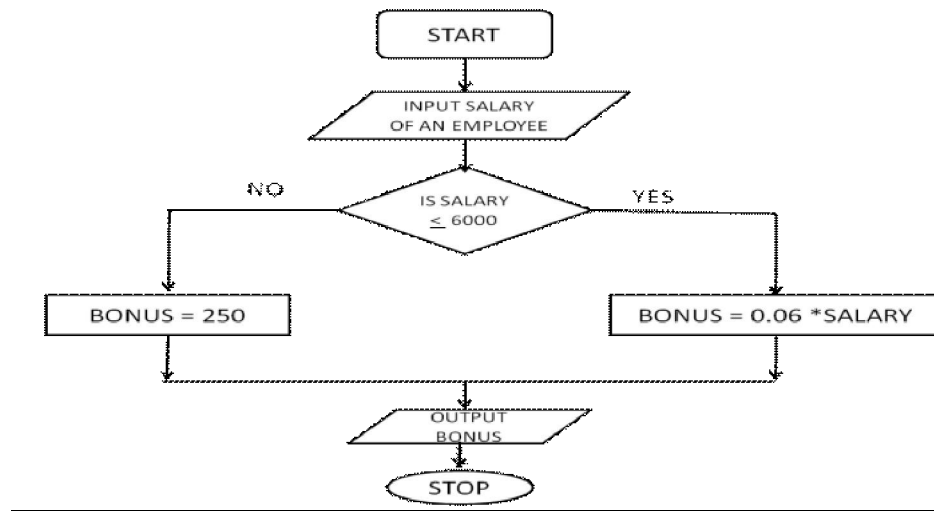 START
INPUT SALARY
OF AN EMPLOYEE
IS SALARY
≤ 6000
NO
YES
BONUS = 250
BONUS = 0.06 *SALARY
OUTPUT
BONUS
STOP